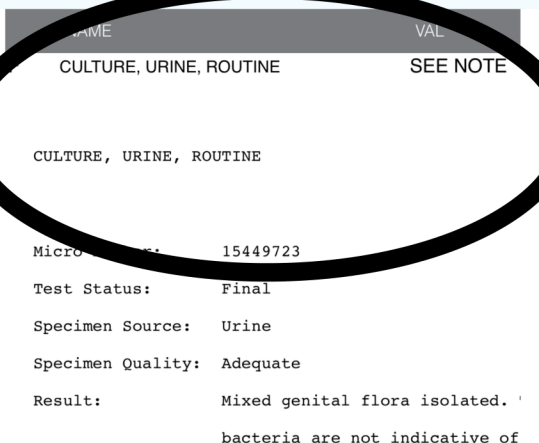 VAL
CULTURE, URINE, ROUTINE SEE NOTE
CULTURE, URINE, ROUTINE
Micro 15449723
Test Status: Final
Specimen Source: Urine
Specimen Quality: Adequate
Result: Mixed genital flora isolated.
bacteria are not indicative of